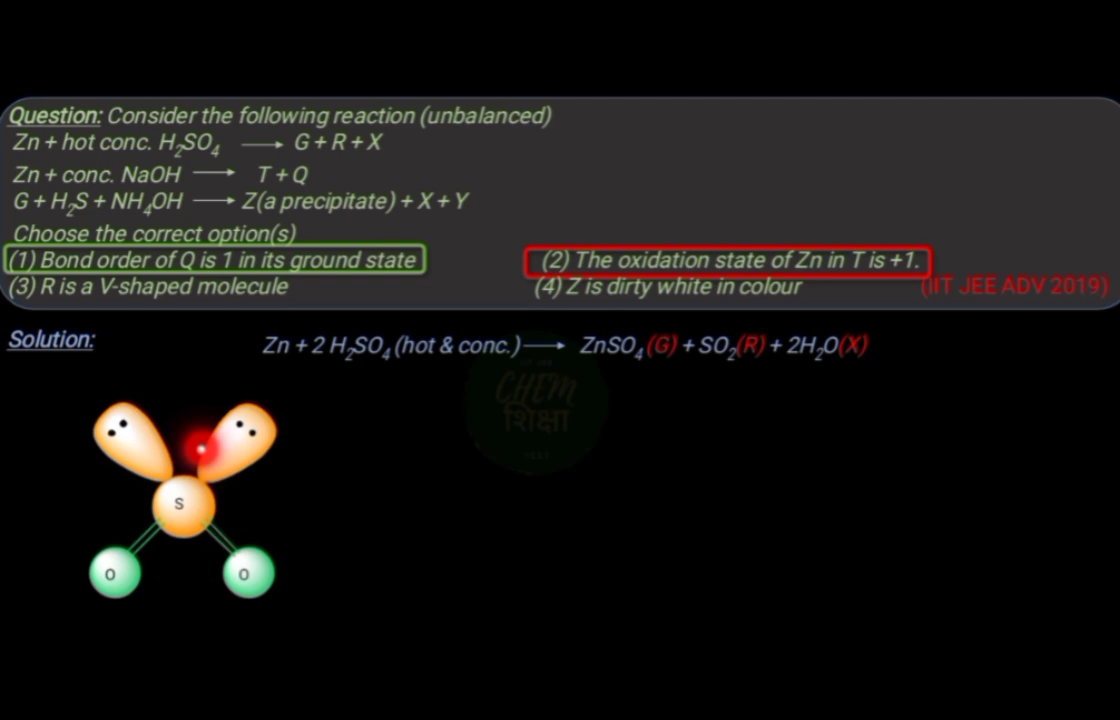 Question: Consider the following reaction (unbalanced)
Zn + hot conc. H₂SO₄ ⟶ G + R + X
Zn + conc. NaOH ⟶ T + Q
G + H₂S + NH₄OH ⟶ Z(a precipitate) + X + Y
Choose the correct option(s)
(1) Bond order of Q is 1 in its ground state (2) The oxidation state of Zn in T is +1.
(3) R is a V-shaped molecule (4) Z is dirty white in colour (IIT JEE ADV 2019)
Solution: Zn + 2 H₂SO₄ (hot & conc.) ⟶ ZnSO₄ (G) + SO₂(R) + 2H₂O(X)
CHEM
शिक्षा
S
O O